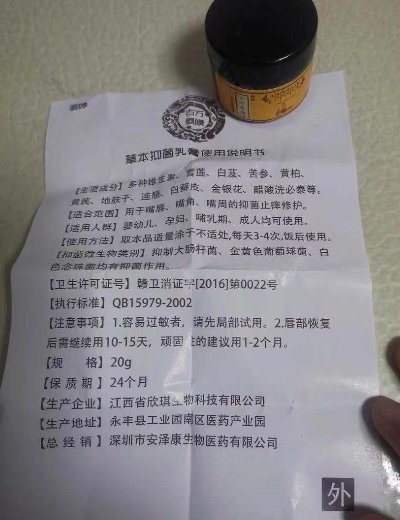 百方
草本抑菌乳膏使用说明书
【主要成分】多种维生素、雪莲、白芨、苦参、黄柏、
黄芪、地肤子、连翘、白鲜皮、金银花、醋酸洗必泰等。
【适合范围】用于嘴唇、嘴角、嘴周的抑菌止痒修护。
【适用人群】婴幼儿、孕妇、哺乳期、成人均可使用。
【使用方法】取本品适量涂于不适处,每天3-4次,饭后使用。
【抑菌微生物类别】抑制大肠杆菌、金黄色葡萄球菌、白
色念珠菌均有抑菌作用。
【卫生许可证号】赣卫消证字[2016]第0022号
【执行标准】QB15979-2002
【注意事项】1.容易过敏者,请先局部试用。2.唇部恢复
后需继续用10-15天,顽固性的建议用1-2个月。
【规 格】20g
【保 质 期】24个月
【生产企业】江西省欣琪生物科技有限公司
【生产地址】永丰县工业园南区医药产业园
【总 经 销】深圳市安泽康生物医药有限公司
外